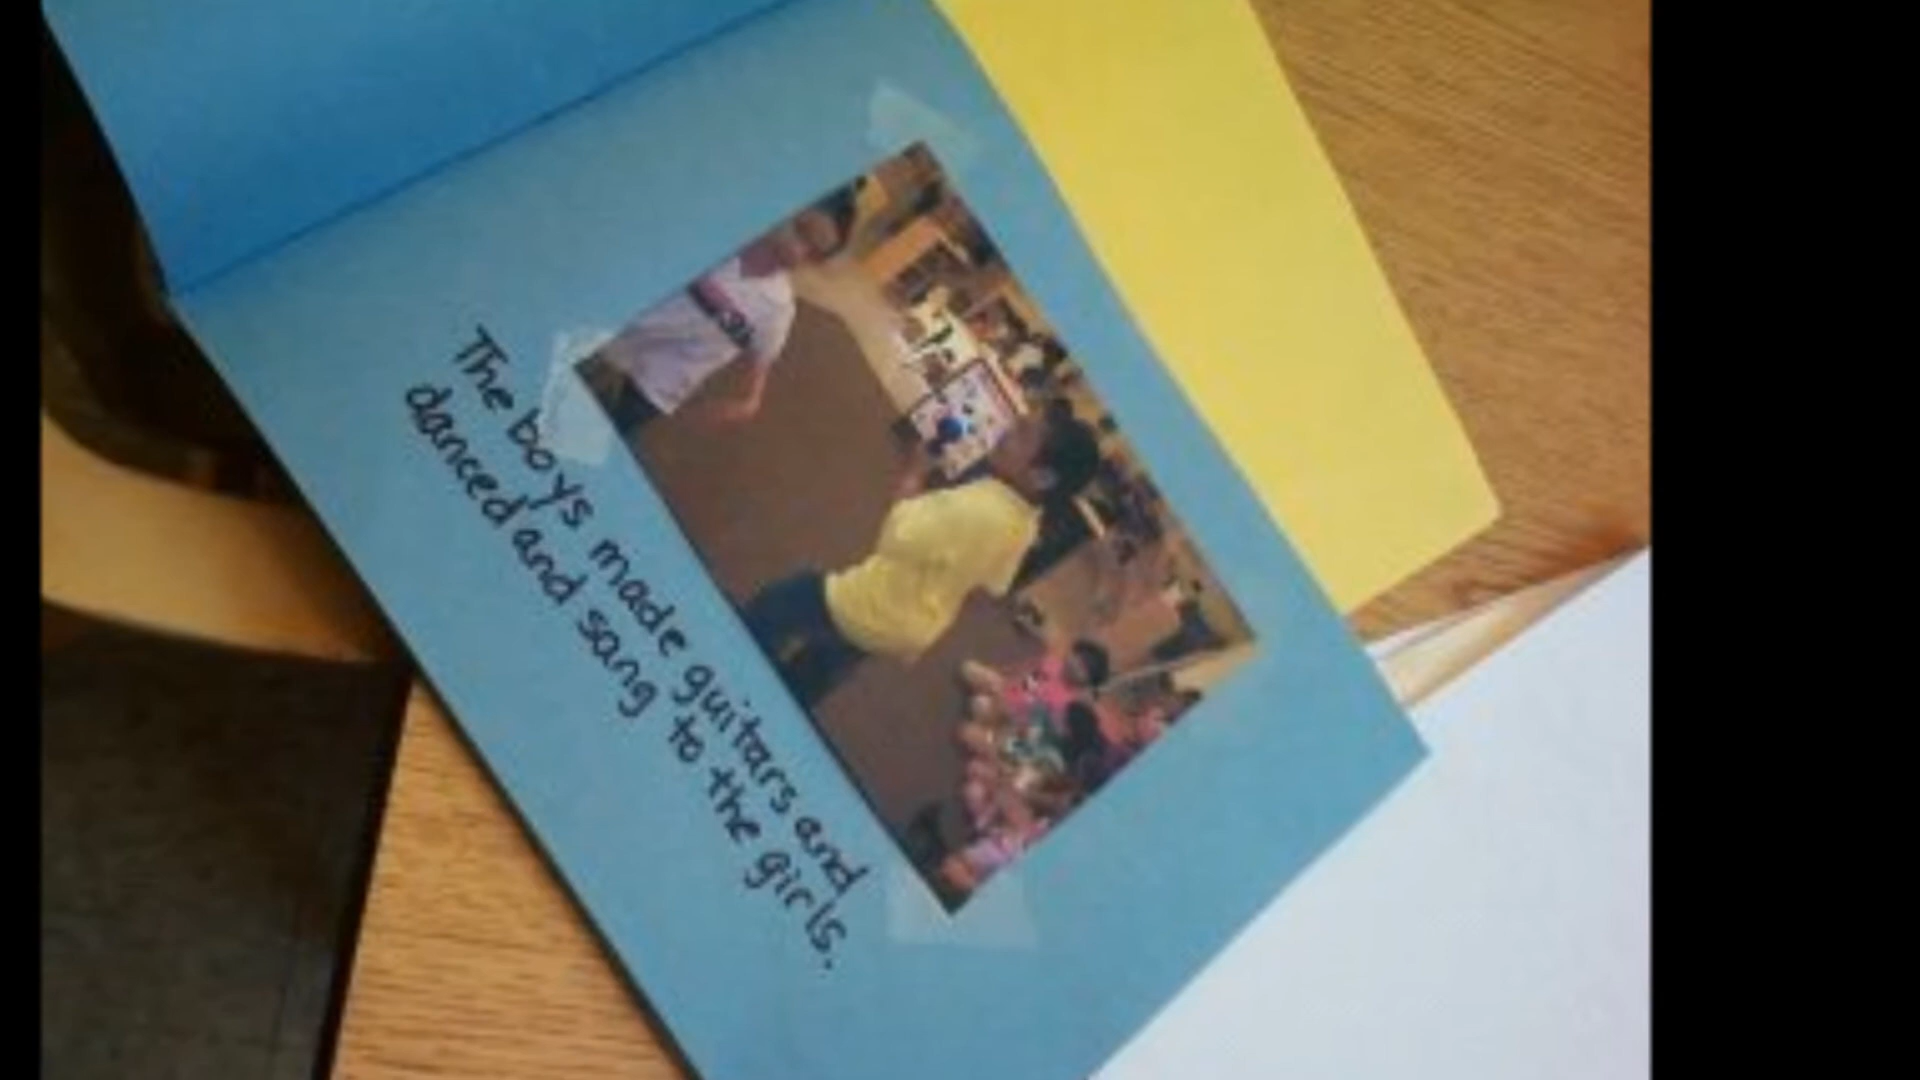 The boys made guitars and
danced and sang to the girls.